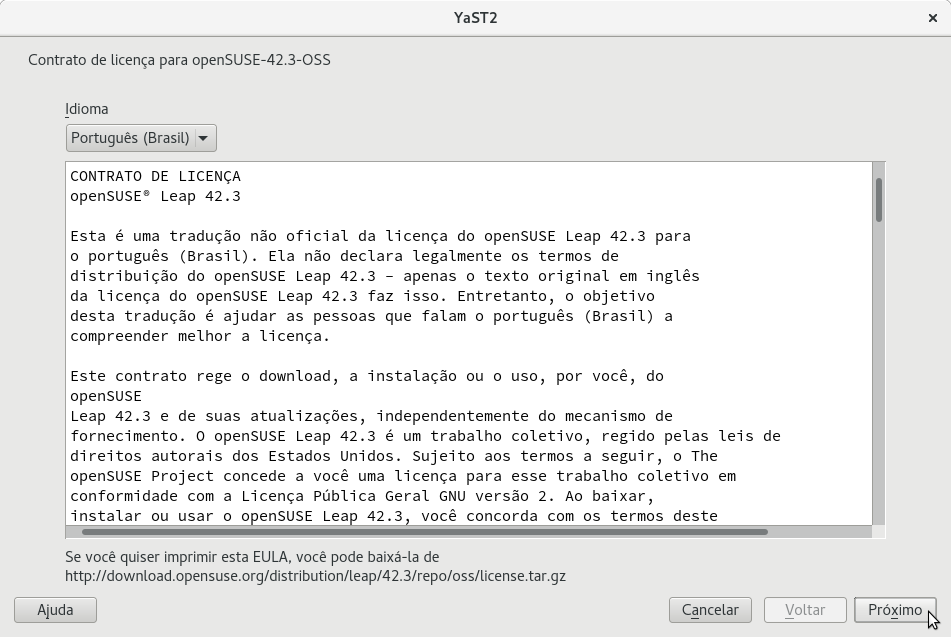 YaST2
Contrato de licença para openSUSE-42.3-OSS
Idioma
Português (Brasil)
CONTRATO DE LICENÇA
openSUSE® Leap 42.3
Esta é uma tradução não oficial da licença do openSUSE Leap 42.3 para
o português (Brasil). Ela não declara legalmente os termos de
distribuição do openSUSE Leap 42.3 – apenas o texto original em inglês
da licença do openSUSE Leap 42.3 faz isso. Entretanto, o objetivo
desta tradução é ajudar as pessoas que falam o português (Brasil) a
compreender melhor a licença.
Este contrato rege o download, a instalação ou o uso, por você, do
openSUSE
Leap 42.3 e de suas atualizações, independentemente do mecanismo de
fornecimento. O openSUSE Leap 42.3 é um trabalho coletivo, regido pelas leis de
direitos autorais dos Estados Unidos. Sujeito aos termos a seguir, o The
openSUSE Project concede a você uma licença para esse trabalho coletivo em
conformidade com a Licença Pública Geral GNU versão 2. Ao baixar,
instalar ou usar o openSUSE Leap 42.3, você concorda com os termos deste
Se você quiser imprimir esta EULA, você pode baixá-la de
http://download.opensuse.org/distribution/leap/42.3/repo/oss/license.tar.gz
Ajuda
Cancelar
Voltar
Próximo